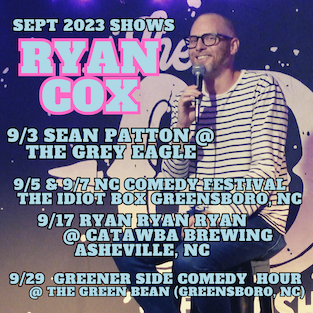 SEPT 2023 SHOWS
RYAN
COX
9/3 SEAN PATTON @
THE GREY EAGLE
9/5 & 9/7 NC COMEDY FESTIVAL
THE IDIOT BOX GREENSBORO, NC
9/17 RYAN RYAN RYAN
@ CATAWBA BREWING
ASHEVILLE, NC
9/29 GREENER SIDE COMEDY HOUR
@ THE GREEN BEAN (GREENSBORO, NC)
The